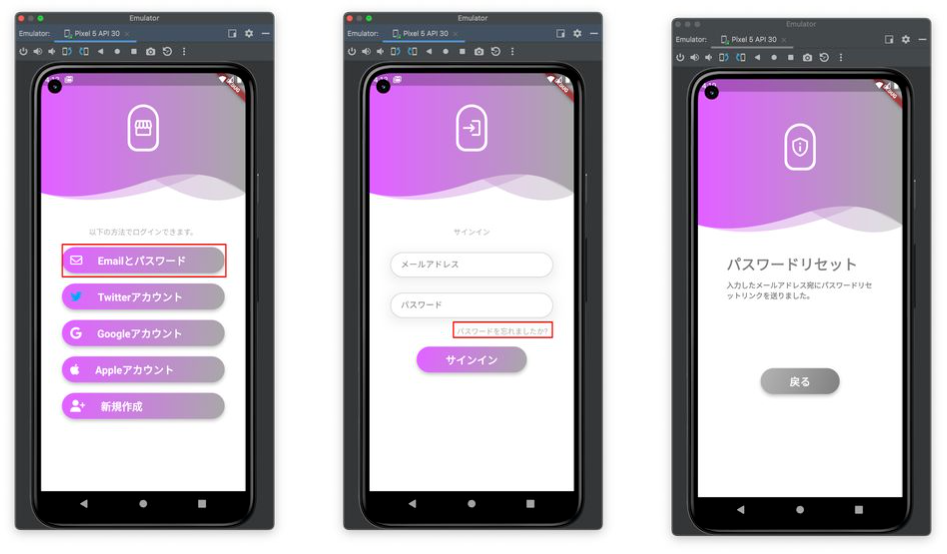 Emulator
Emulator: Pixel 5 API 30
以下の方法でログインできます。
Emailとパスワード
Twitterアカウント
Googleアカウント
Appleアカウント
新規作成
Emulator
Emulator: Pixel 5 API 30
サインイン
メールアドレス
パスワード
パスワードを忘れましたか?
サインイン
Emulator
Emulator: Pixel 5 API 30
パスワードリセット
入力したメールアドレス宛にパスワードリセ
ットリンクを送りました。
戻る